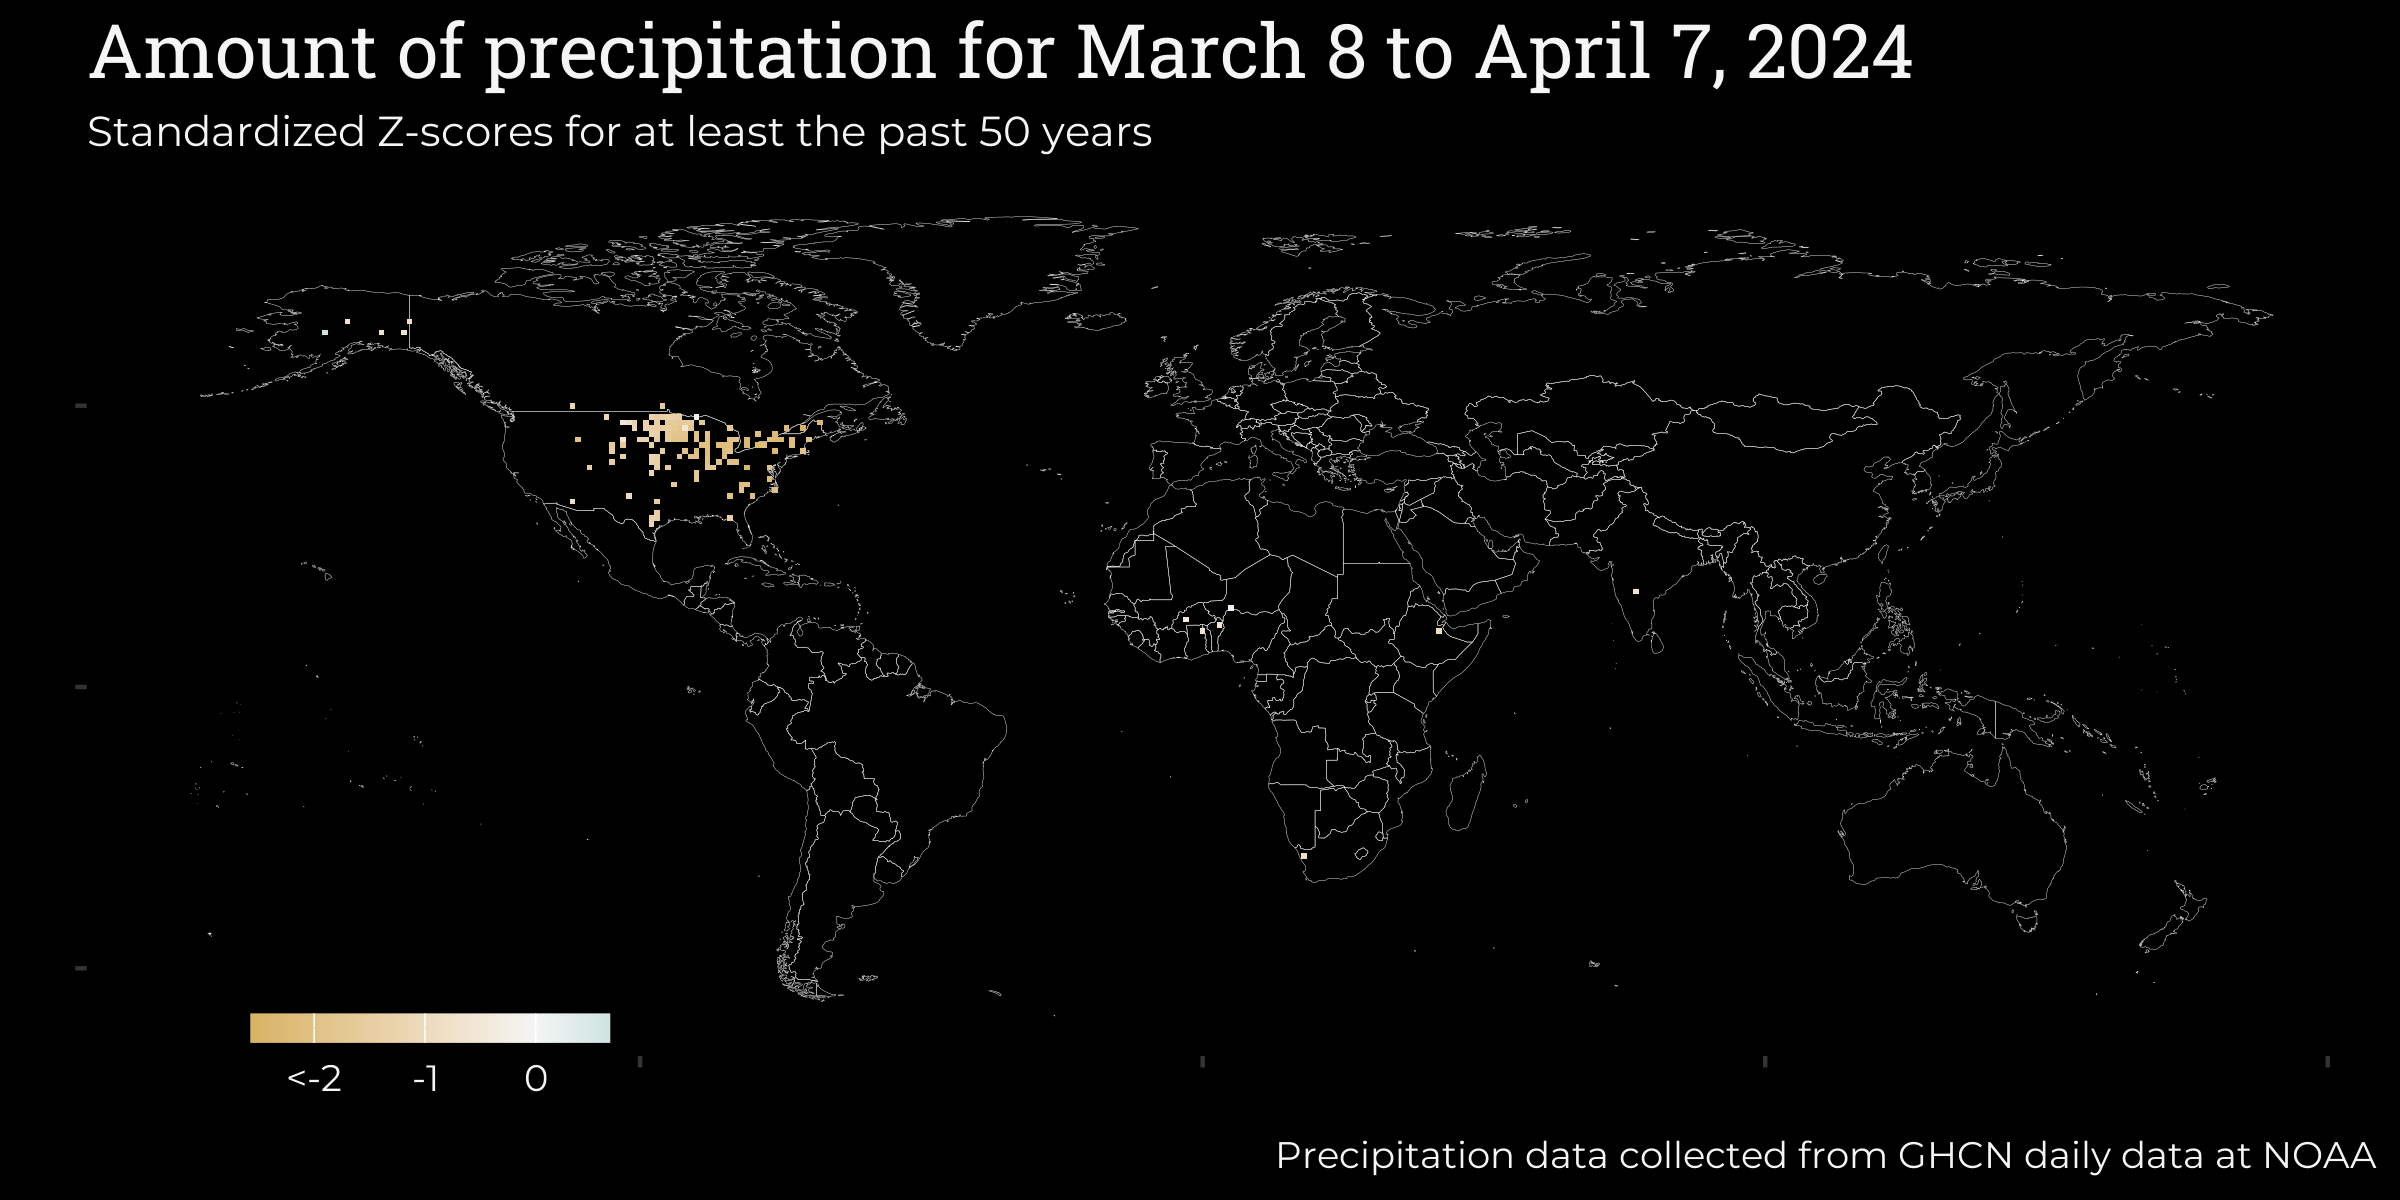 Amount of precipitation for March 8 to April 7, 2024
Standardized Z-scores for at least the past 50 years
<-2 -1 0
Precipitation data collected from GHCN daily data at NOAA